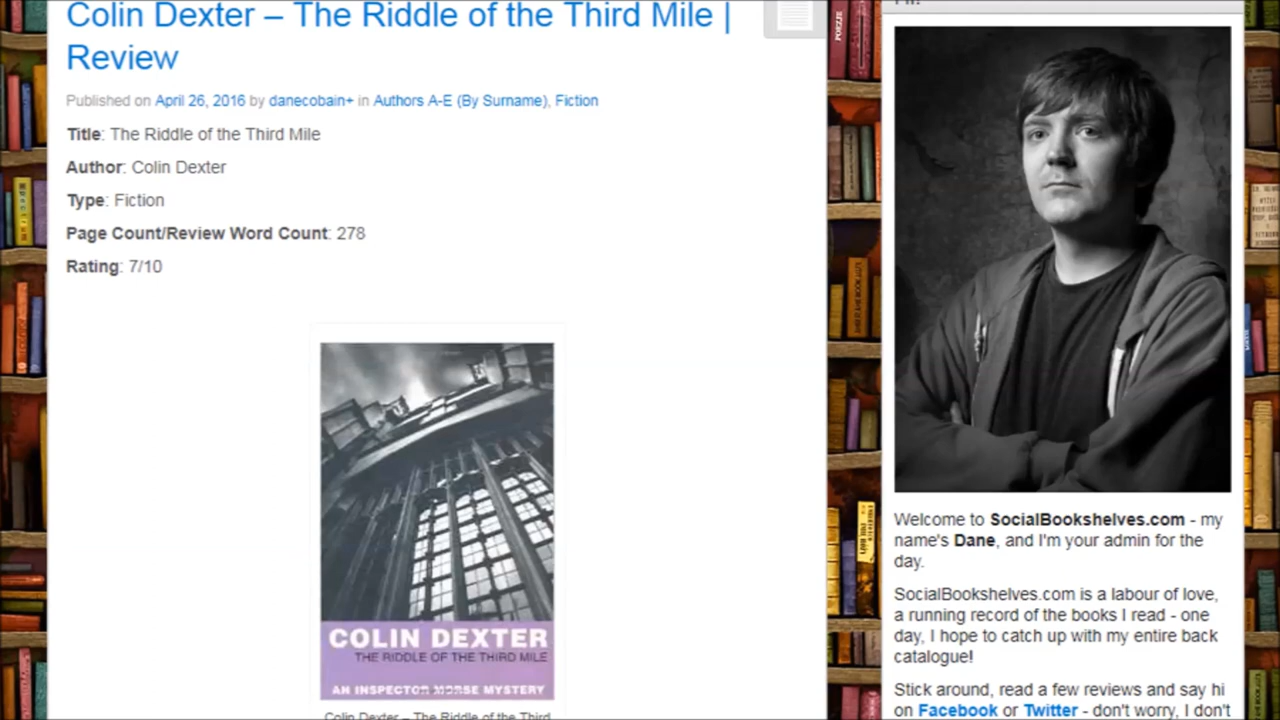 Colin Dexter – The Riddle of the Third Mile |
Review
Published on April 26, 2016 by danecobain+ in Authors A-E (By Surname), Fiction
Title: The Riddle of the Third Mile
Author: Colin Dexter
Type: Fiction
Page Count/Review Word Count: 278
Rating: 7/10
COLIN DEXTER
THE RIDDLE OF THE THIRD MILE
AN INSPECTOR MORSE MYSTERY
Colin Dexter – The Riddle of the Third
Welcome to SocialBookshelves.com - my
name's Dane, and I'm your admin for the
day.
SocialBookshelves.com is a labour of love,
a running record of the books I read - one
day, I hope to catch up with my entire back
catalogue!
Stick around, read a few reviews and say hi
on Facebook or Twitter - don't worry, I don't